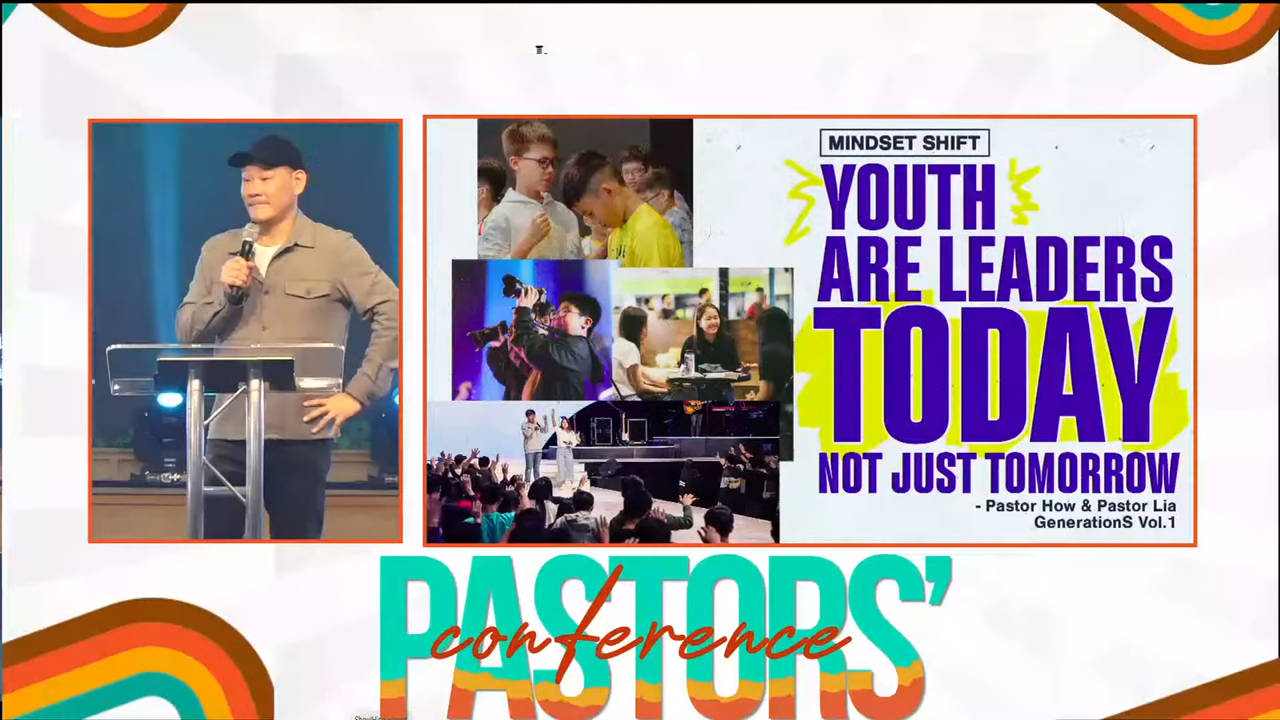 MINDSET SHIFT
YOUTH
ARE LEADERS
TODAY
NOT JUST TOMORROW
- Pastor How & Pastor Lia
GenerationS Vol.1
PASTORS'
conference